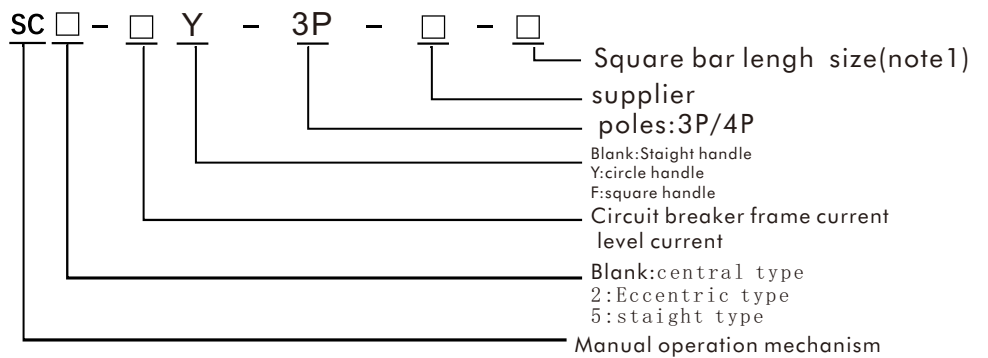 SC□-□Y-3P-□-□
Square bar lengh size(note1)
supplier
poles:3P/4P
Blank:Staight handle
Y:circle handle
F:square handle
Circuit breaker frame current
level current
Blank:central type
2:Eccentric type
5:staight type
Manual operation mechanism